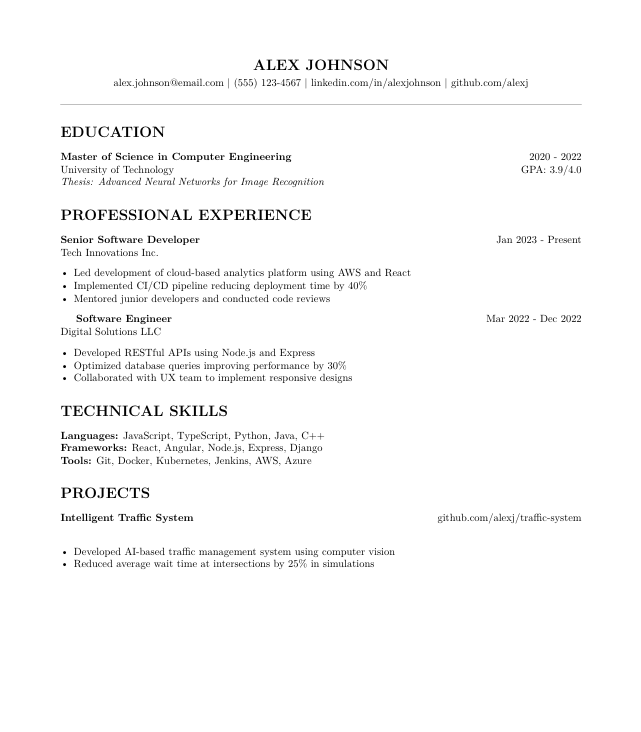 ALEX JOHNSON
alex.johnson@email.com | (555) 123-4567 | linkedin.com/in/alexjohnson | github.com/alexj
EDUCATION
Master of Science in Computer Engineering 2020 - 2022
University of Technology GPA: 3.9/4.0
Thesis: Advanced Neural Networks for Image Recognition
PROFESSIONAL EXPERIENCE
Senior Software Developer Jan 2023 - Present
Tech Innovations Inc.
• Led development of cloud-based analytics platform using AWS and React
• Implemented CI/CD pipeline reducing deployment time by 40%
• Mentored junior developers and conducted code reviews
Software Engineer Mar 2022 - Dec 2022
Digital Solutions LLC
• Developed RESTful APIs using Node.js and Express
• Optimized database queries improving performance by 30%
• Collaborated with UX team to implement responsive designs
TECHNICAL SKILLS
Languages: JavaScript, TypeScript, Python, Java, C++
Frameworks: React, Angular, Node.js, Express, Django
Tools: Git, Docker, Kubernetes, Jenkins, AWS, Azure
PROJECTS
Intelligent Traffic System github.com/alexj/traffic-system
• Developed AI-based traffic management system using computer vision
• Reduced average wait time at intersections by 25% in simulations